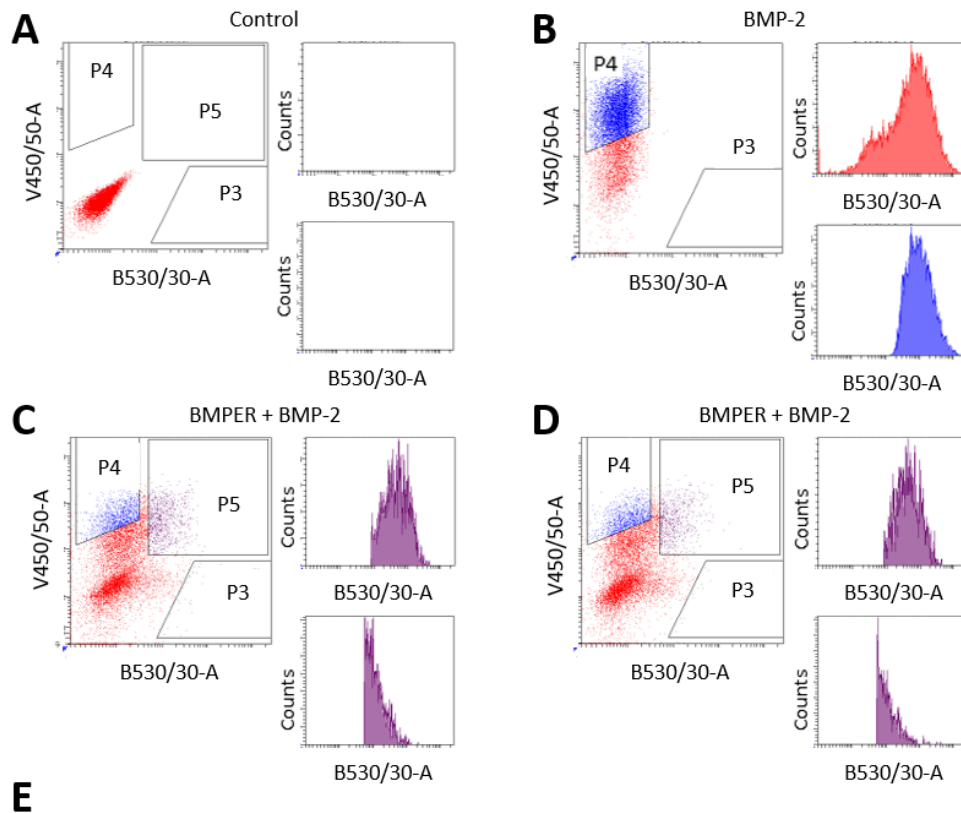 A
Control
P4
P5
P3
V450/50-A
B530/30-A
Counts
B530/30-A
Counts
B530/30-A
B
BMP-2
P4
P3
V450/50-A
B530/30-A
Counts
B530/30-A
Counts
B530/30-A
C
BMPER + BMP-2
P4
P5
P3
V450/50-A
B530/30-A
Counts
B530/30-A
Counts
B530/30-A
D
BMPER + BMP-2
P4
P5
P3
V450/50-A
B530/30-A
Counts
B530/30-A
Counts
B530/30-A
E